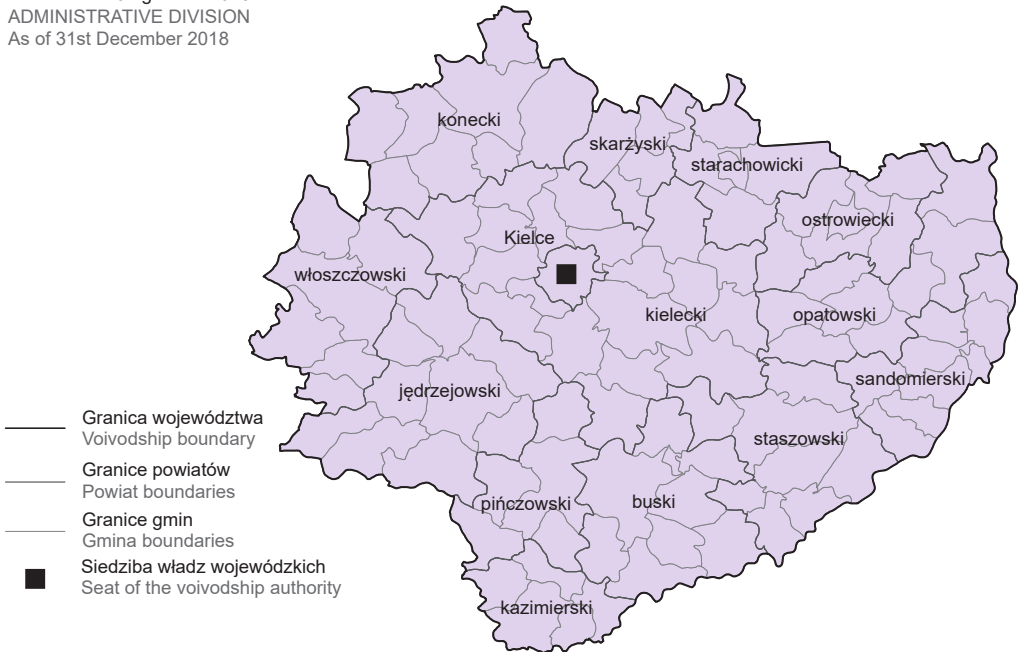 ADMINISTRATIVE DIVISION
As of 31st December 2018
konecki
skarżyski
starachowicki
ostrowiecki
Kielce
włoszczowski
kielecki
opatowski
sandomierski
jędrzejowski
staszowski
pińczowski
buski
kazimierski
Granica województwa
Voivodship boundary
Granice powiatów
Powiat boundaries
Granice gmin
Gmina boundaries
Siedziba władz wojewódzkich
Seat of the voivodship authority